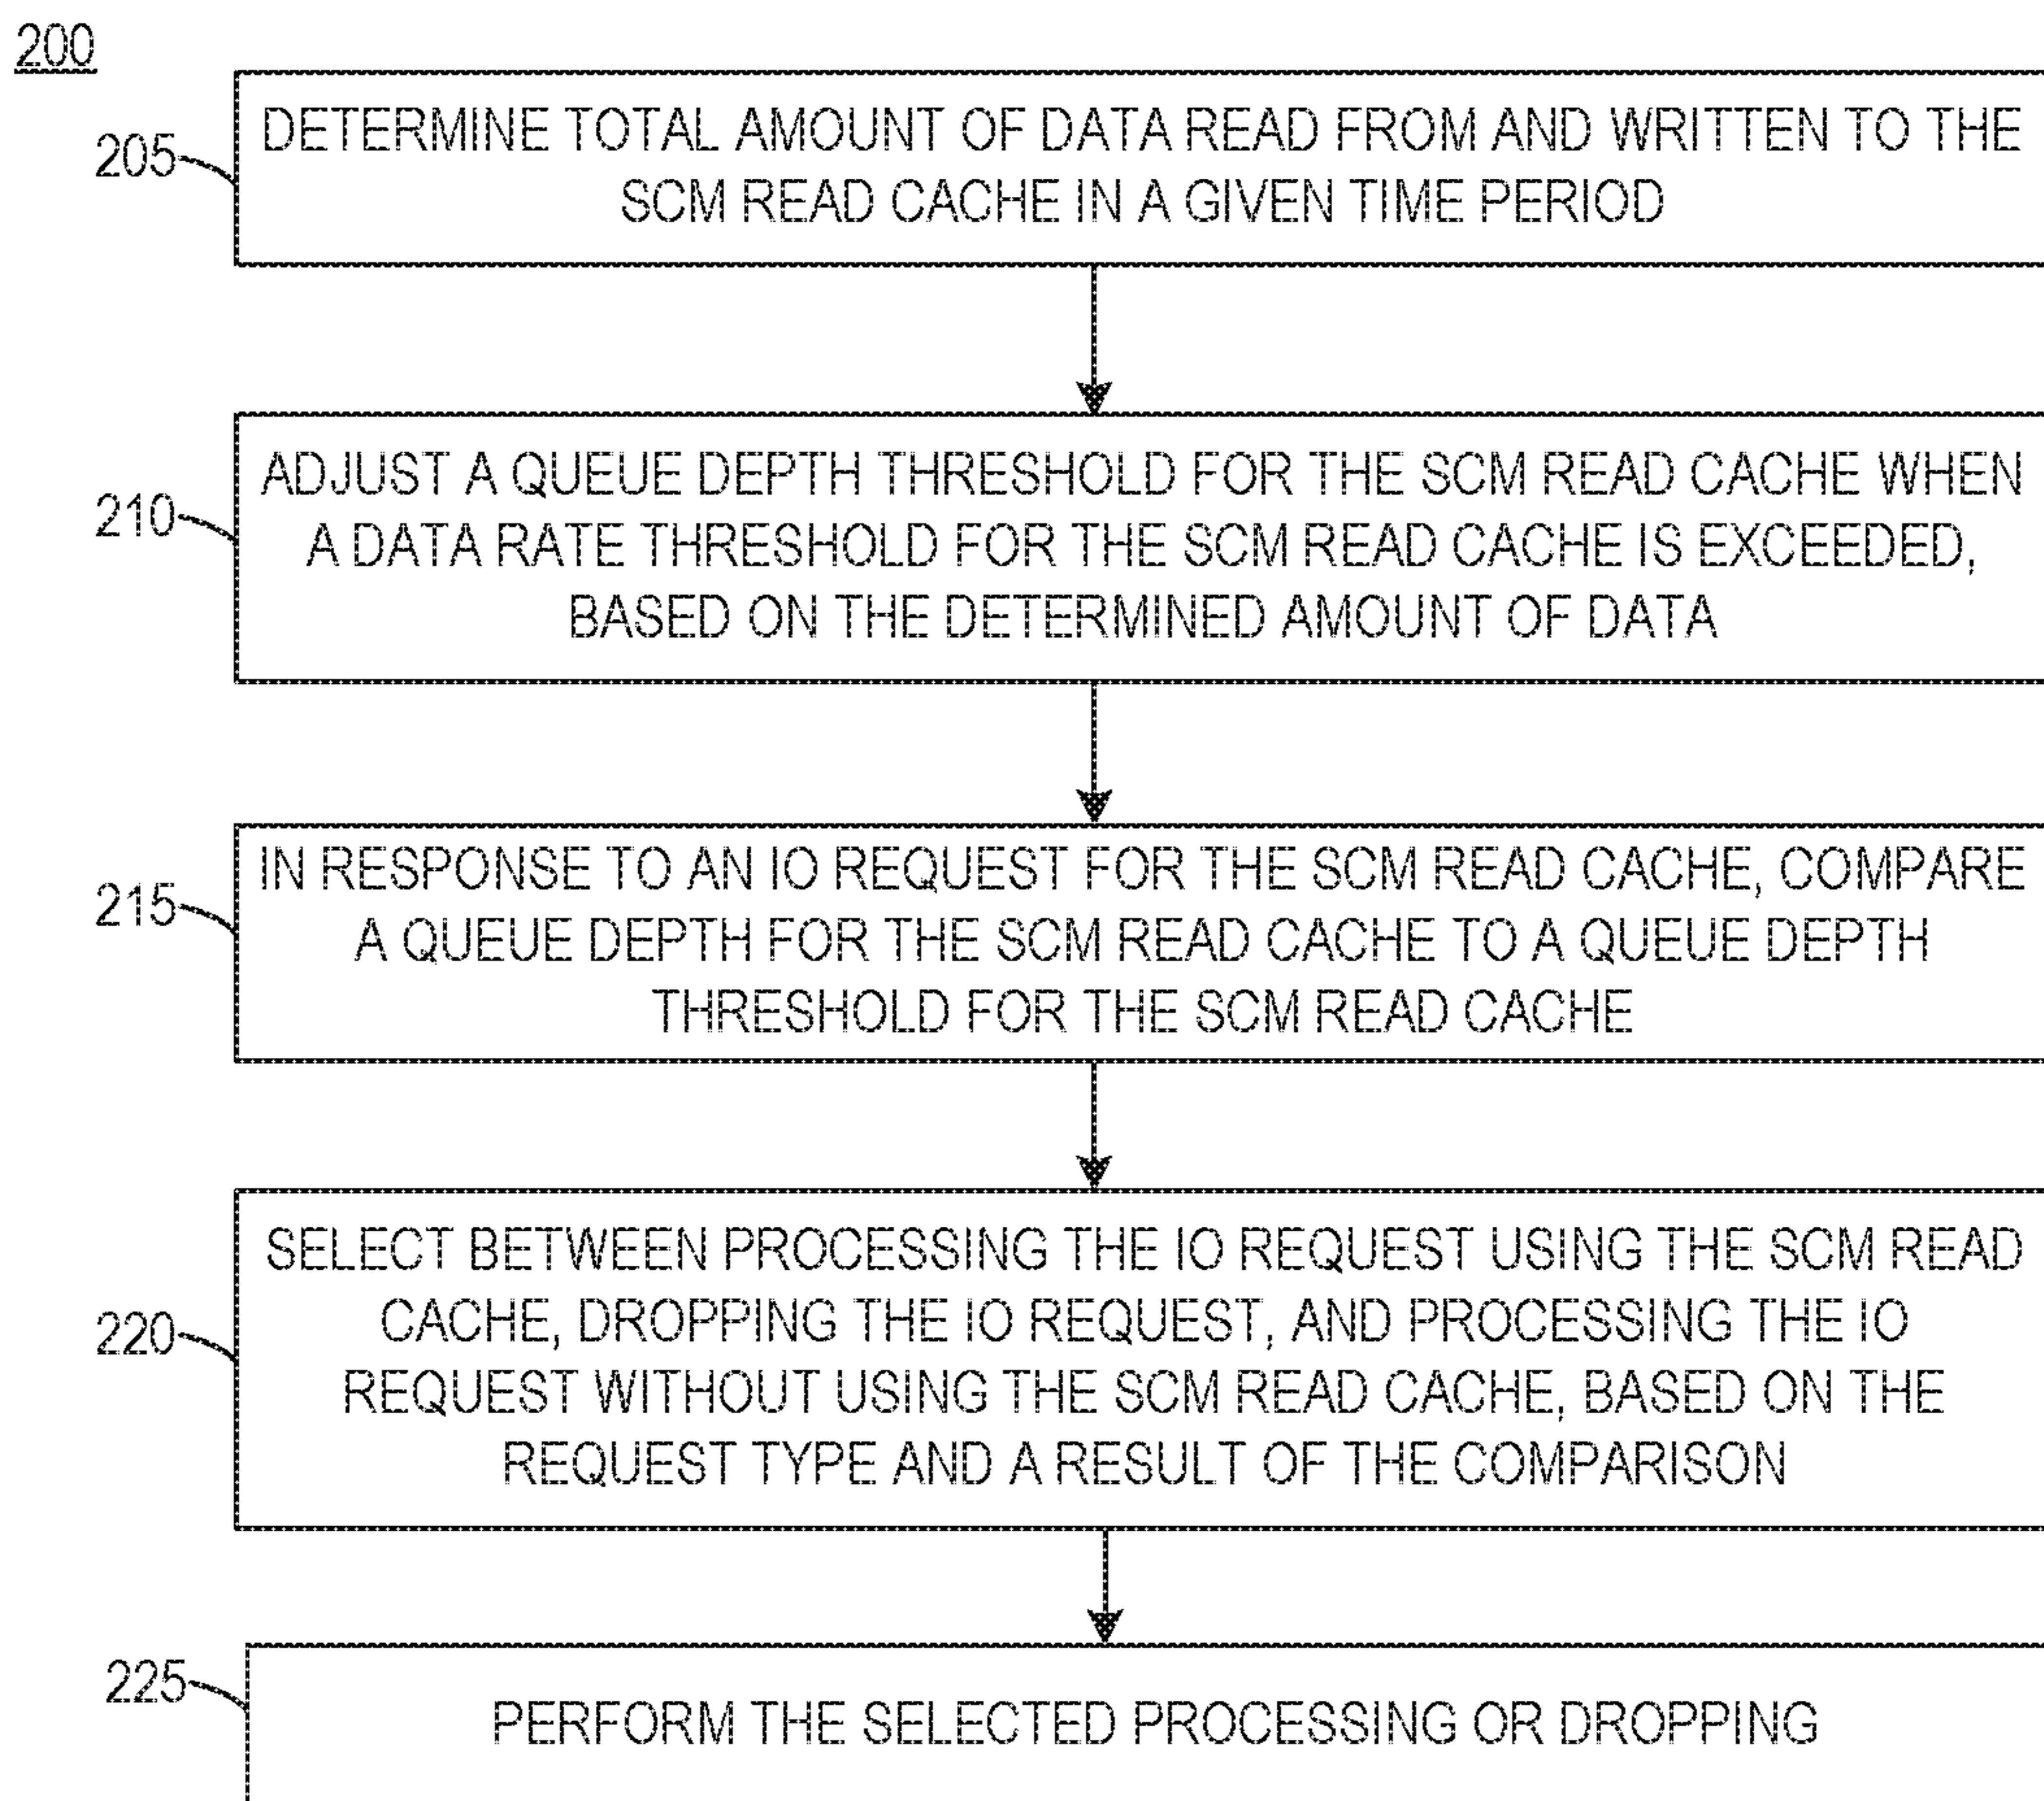 200
205
DETERMINE TOTAL AMOUNT OF DATA READ FROM AND WRITTEN TO THE
SCM READ CACHE IN A GIVEN TIME PERIOD
210
ADJUST A QUEUE DEPTH THRESHOLD FOR THE SCM READ CACHE WHEN
A DATA RATE THRESHOLD FOR THE SCM READ CACHE IS EXCEEDED,
BASED ON THE DETERMINED AMOUNT OF DATA
215
IN RESPONSE TO AN IO REQUEST FOR THE SCM READ CACHE, COMPARE
A QUEUE DEPTH FOR THE SCM READ CACHE TO A QUEUE DEPTH
THRESHOLD FOR THE SCM READ CACHE
220
SELECT BETWEEN PROCESSING THE IO REQUEST USING THE SCM READ
CACHE, DROPPING THE IO REQUEST, AND PROCESSING THE IO
REQUEST WITHOUT USING THE SCM READ CACHE, BASED ON THE
REQUEST TYPE AND A RESULT OF THE COMPARISON
225
PERFORM THE SELECTED PROCESSING OR DROPPING